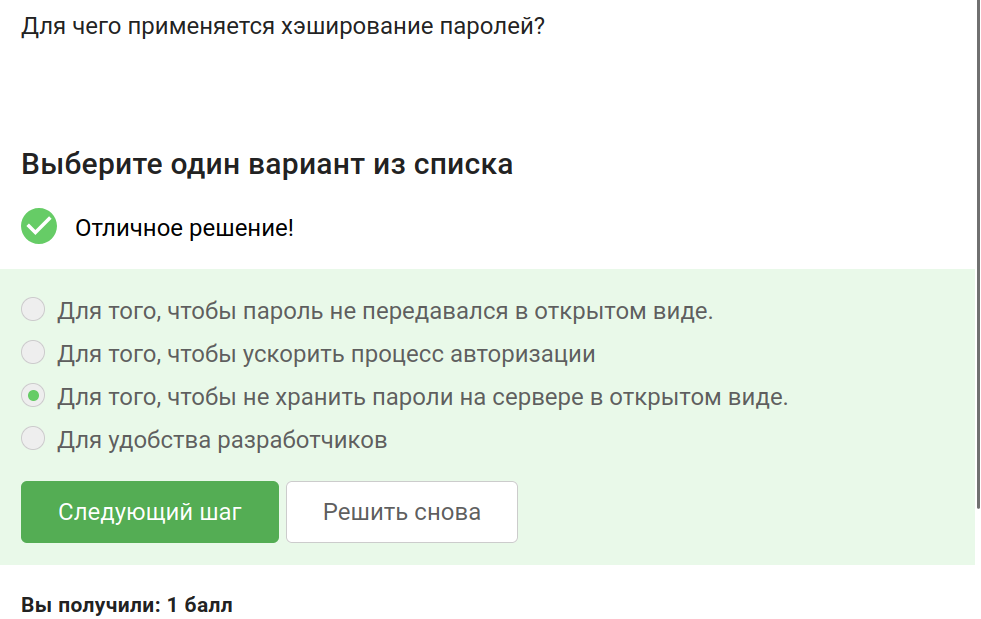 Для чего применяется хэширование паролей?
Выберите один вариант из списка
Отличное решение!
Для того, чтобы пароль не передавался в открытом виде.
Для того, чтобы ускорить процесс авторизации
Для того, чтобы не хранить пароли на сервере в открытом виде.
Для удобства разработчиков
Следующий шаг
Решить снова
Вы получили: 1 балл